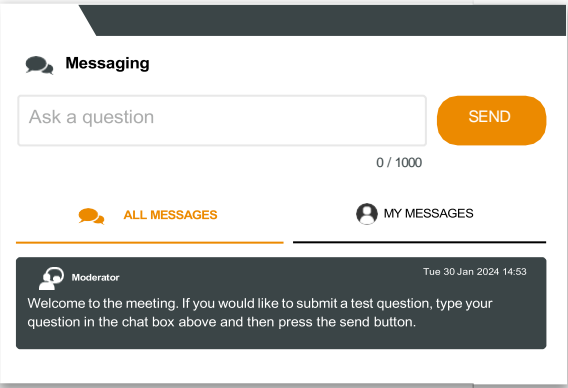 Messaging
Ask a question
SEND
0 / 1000
ALL MESSAGES
MY MESSAGES
Moderator
Tue 30 Jan 2024 14:53
Welcome to the meeting. If you would like to submit a test question, type your
question in the chat box above and then press the send button.